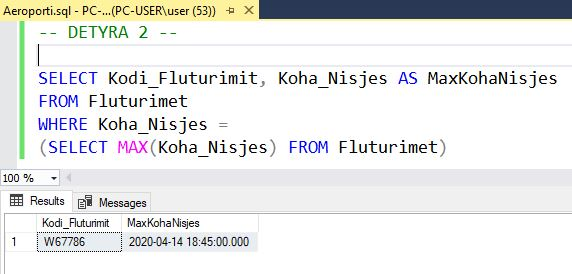 Aeroporti.sql - PC-...(PC-USER\user (53))
-- DETYRA 2 --
SELECT Kodi_Fluturimit, Koha_Nisjes AS MaxKohaNisjes
FROM Fluturimet
WHERE Koha_Nisjes =
(SELECT MAX(Koha_Nisjes) FROM Fluturimet)
100 %
Results Messages
Kodi_Fluturimit MaxKohaNisjes
1 W67786 2020-04-14 18:45:00.000